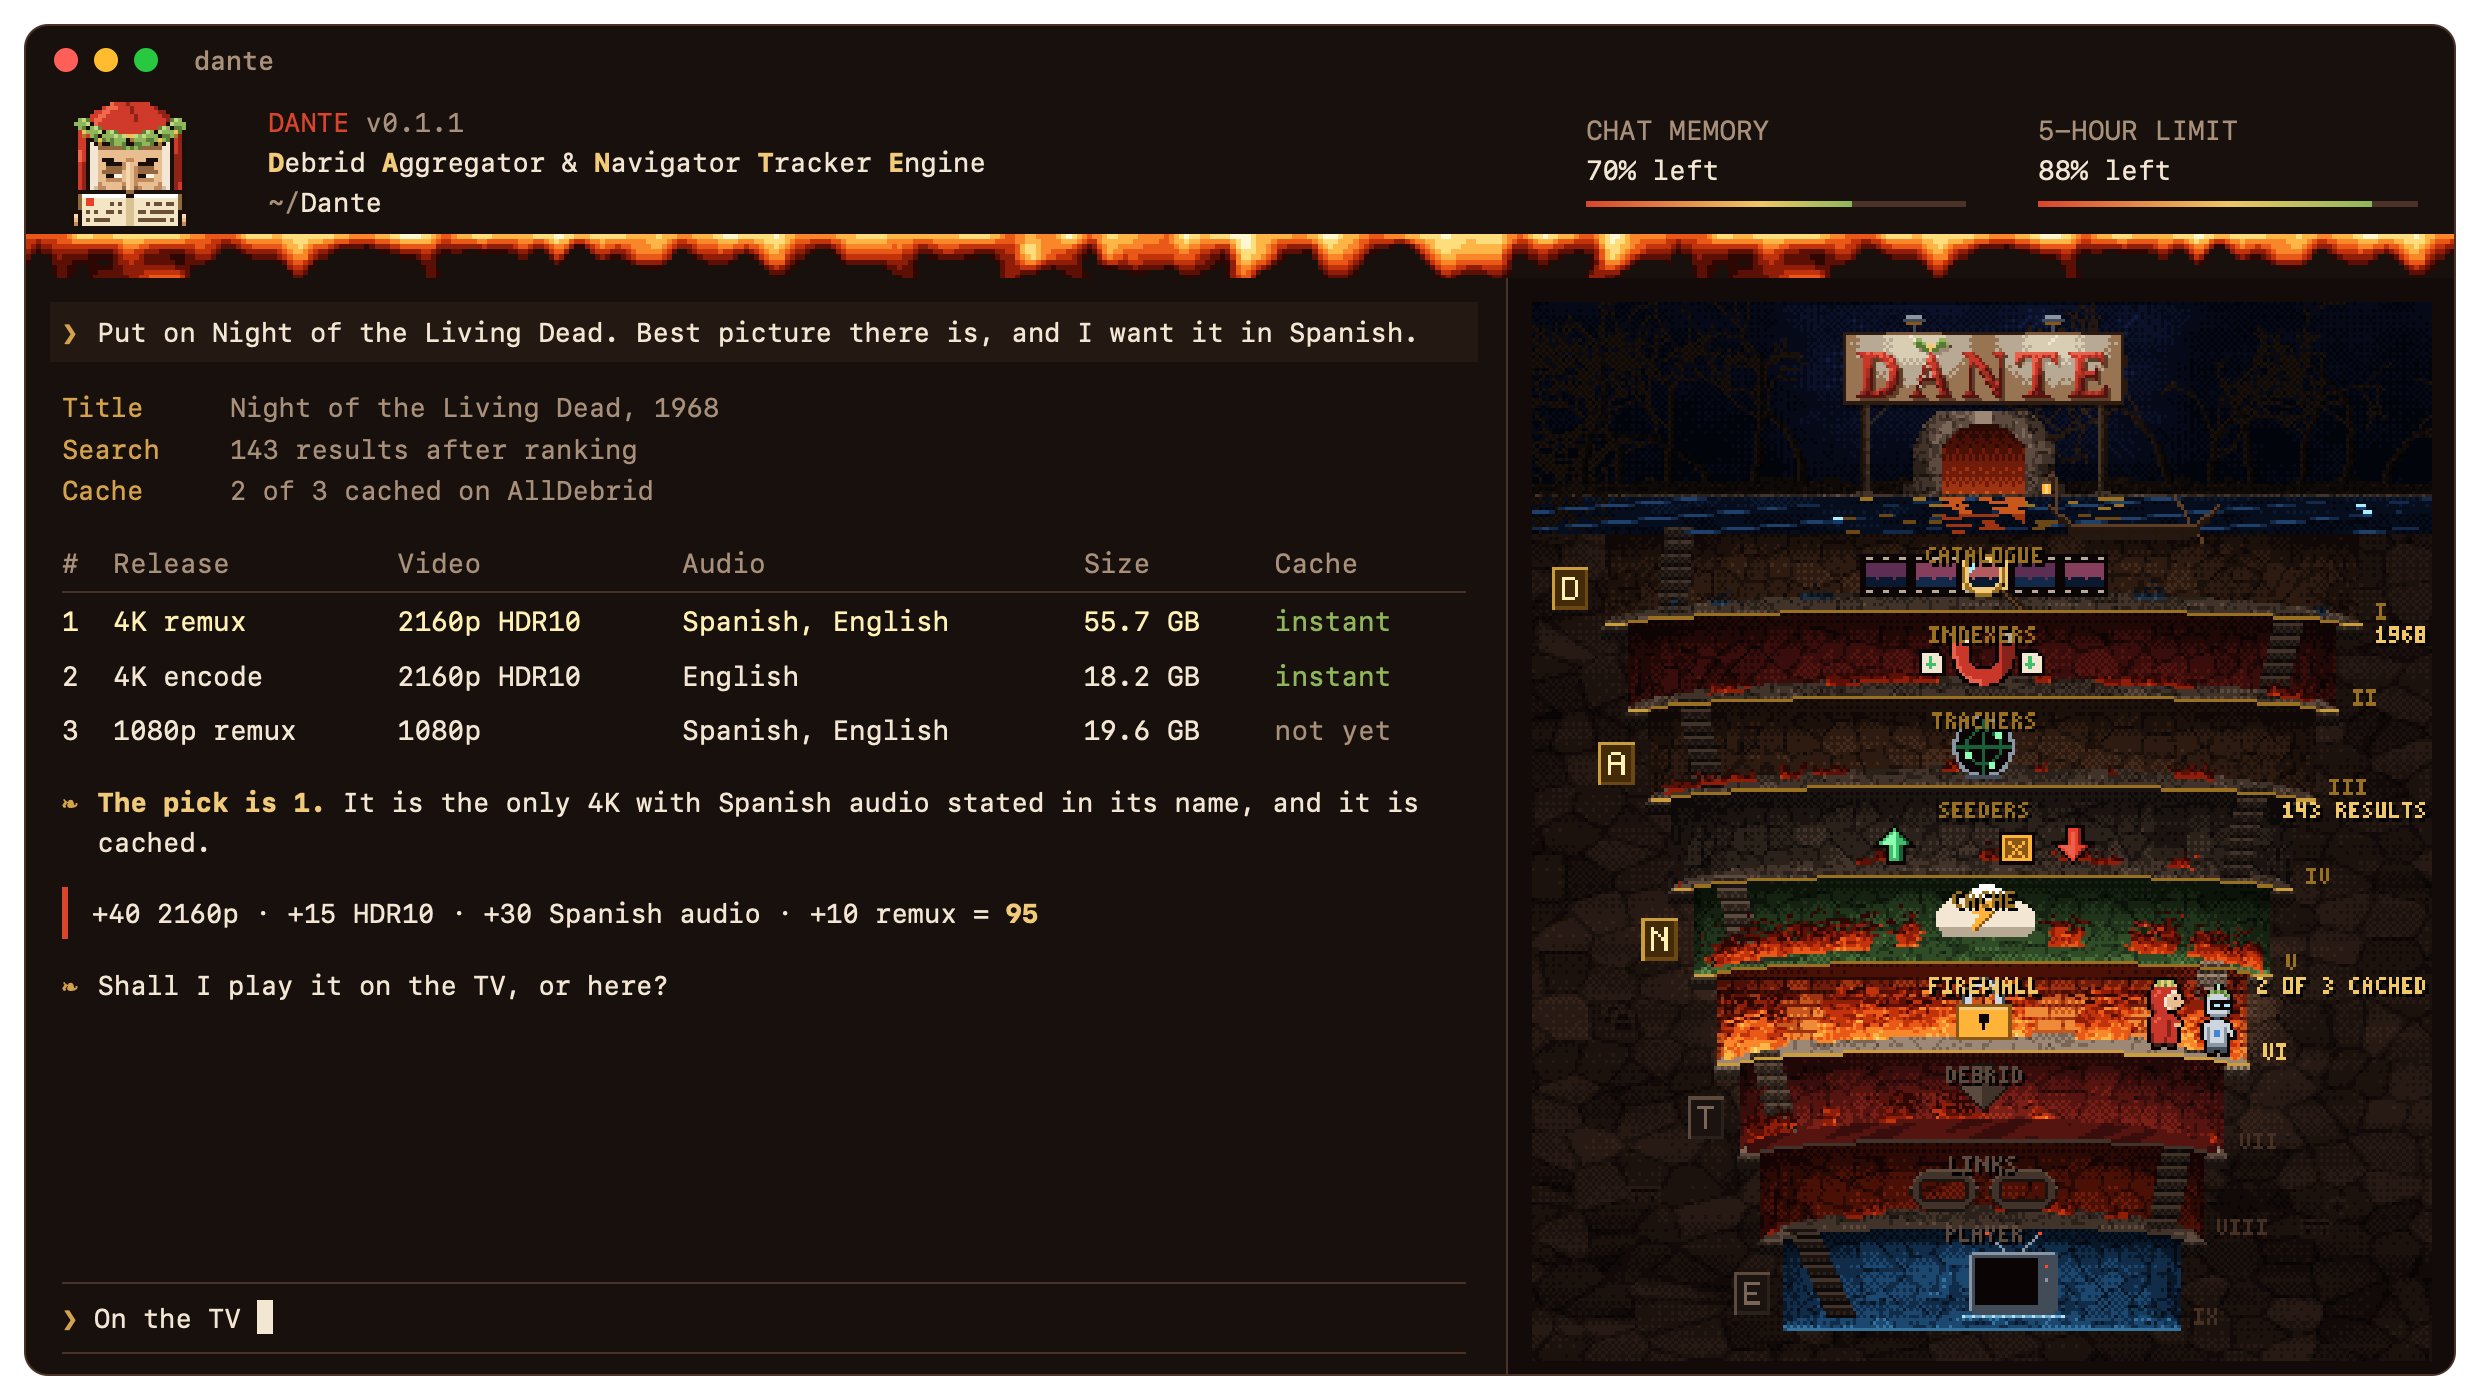 dante
DANTE v0.1.1
Debrid Aggregator & Navigator Tracker Engine
~/Dante
CHAT MEMORY
70% left
5-HOUR LIMIT
88% left
❯ Put on Night of the Living Dead. Best picture there is, and I want it in Spanish.
Title Night of the Living Dead, 1968
Search 143 results after ranking
Cache 2 of 3 cached on AllDebrid
# Release Video Audio Size Cache
1 4K remux 2160p HDR10 Spanish, English 55.7 GB instant
2 4K encode 2160p HDR10 English 18.2 GB instant
3 1080p remux 1080p Spanish, English 19.6 GB not yet
❧ The pick is 1. It is the only 4K with Spanish audio stated in its name, and it is
cached.
+40 2160p · +15 HDR10 · +30 Spanish audio · +10 remux = 95
❧ Shall I play it on the TV, or here?
❯ On the TV
DANTE
CATALOGUE
D
I
1968
INDEXERS
II
TRACKERS
A
III
143 RESULTS
SEEDERS
IV
CACHE
N
V
2 OF 3 CACHED
FIREWALL
VI
DEBRID
T
VII
LINKS
VIII
PLAYER
E
IX